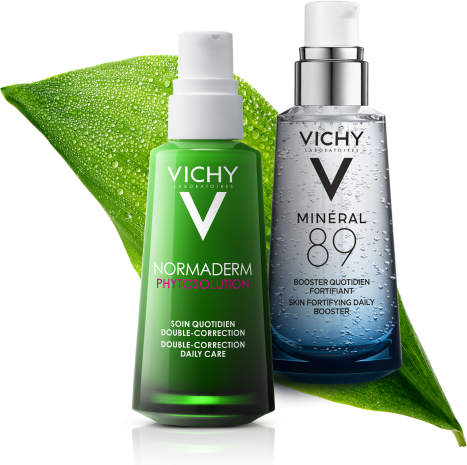 VICHY
LABORATOIRES
NORMADERM
PHYTOSOLUTION
SOIN QUOTIDIEN
DOUBLE-CORRECTION
DOUBLE-CORRECTION
DAILY CARE
VICHY
LABORATOIRES
MINÉRAL
89
BOOSTER QUOTIDIEN
FORTIFIANT
SKIN FORTIFYING DAILY
BOOSTER